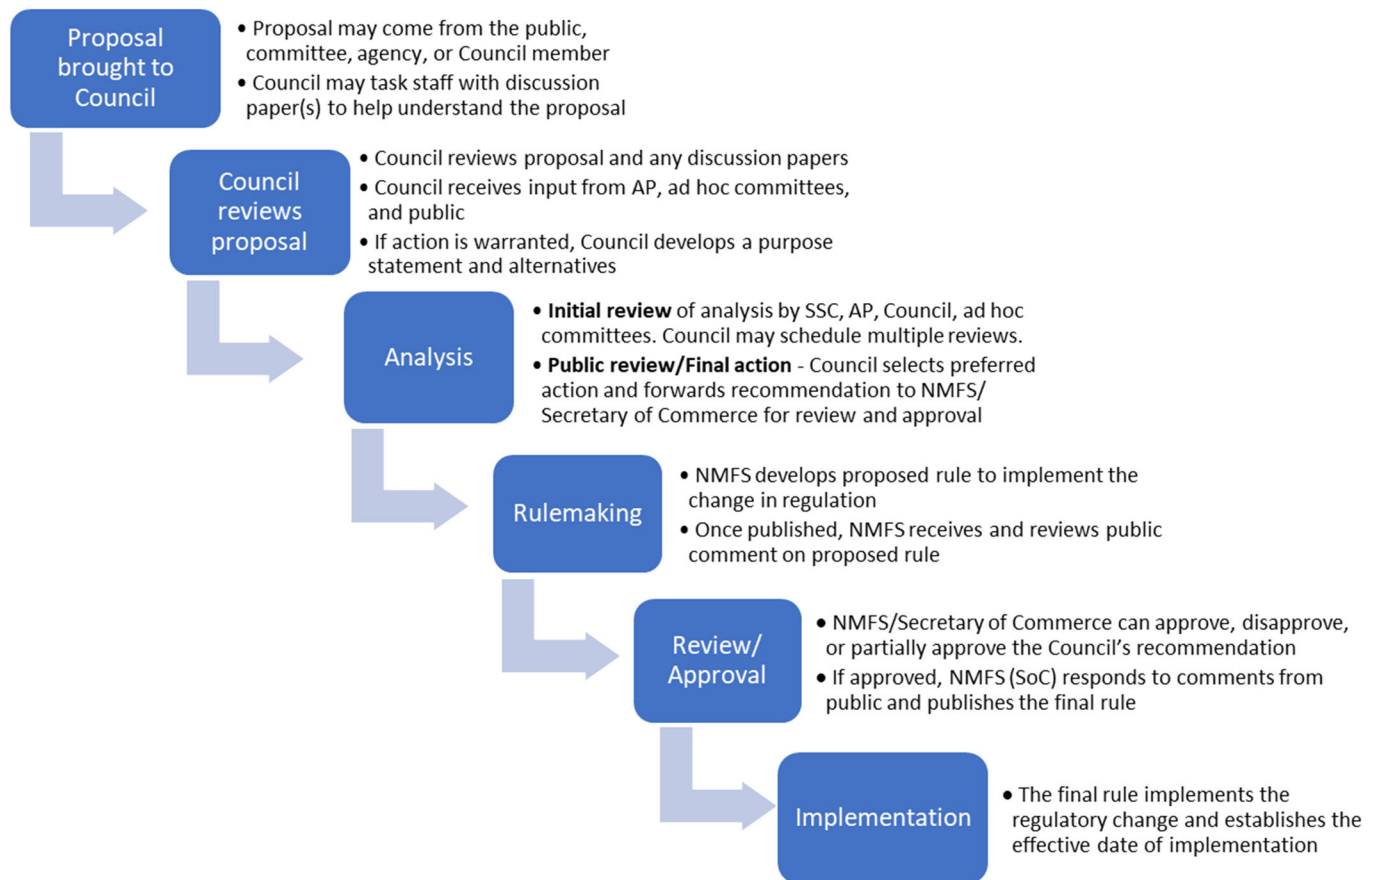 Proposal
brought to
Council
• Proposal may come from the public,
committee, agency, or Council member
• Council may task staff with discussion
paper(s) to help understand the proposal
Council
reviews
proposal
• Council reviews proposal and any discussion papers
• Council receives input from AP, ad hoc committees,
and public
• If action is warranted, Council develops a purpose
statement and alternatives
Analysis
• Initial review of analysis by SSC, AP, Council, ad hoc
committees. Council may schedule multiple reviews.
• Public review/Final action - Council selects preferred
action and forwards recommendation to NMFS/
Secretary of Commerce for review and approval
Rulemaking
• NMFS develops proposed rule to implement the
change in regulation
• Once published, NMFS receives and reviews public
comment on proposed rule
Review/
Approval
• NMFS/Secretary of Commerce can approve, disapprove,
or partially approve the Council’s recommendation
• If approved, NMFS (SoC) responds to comments from
public and publishes the final rule
Implementation
• The final rule implements the
regulatory change and establishes the
effective date of implementation